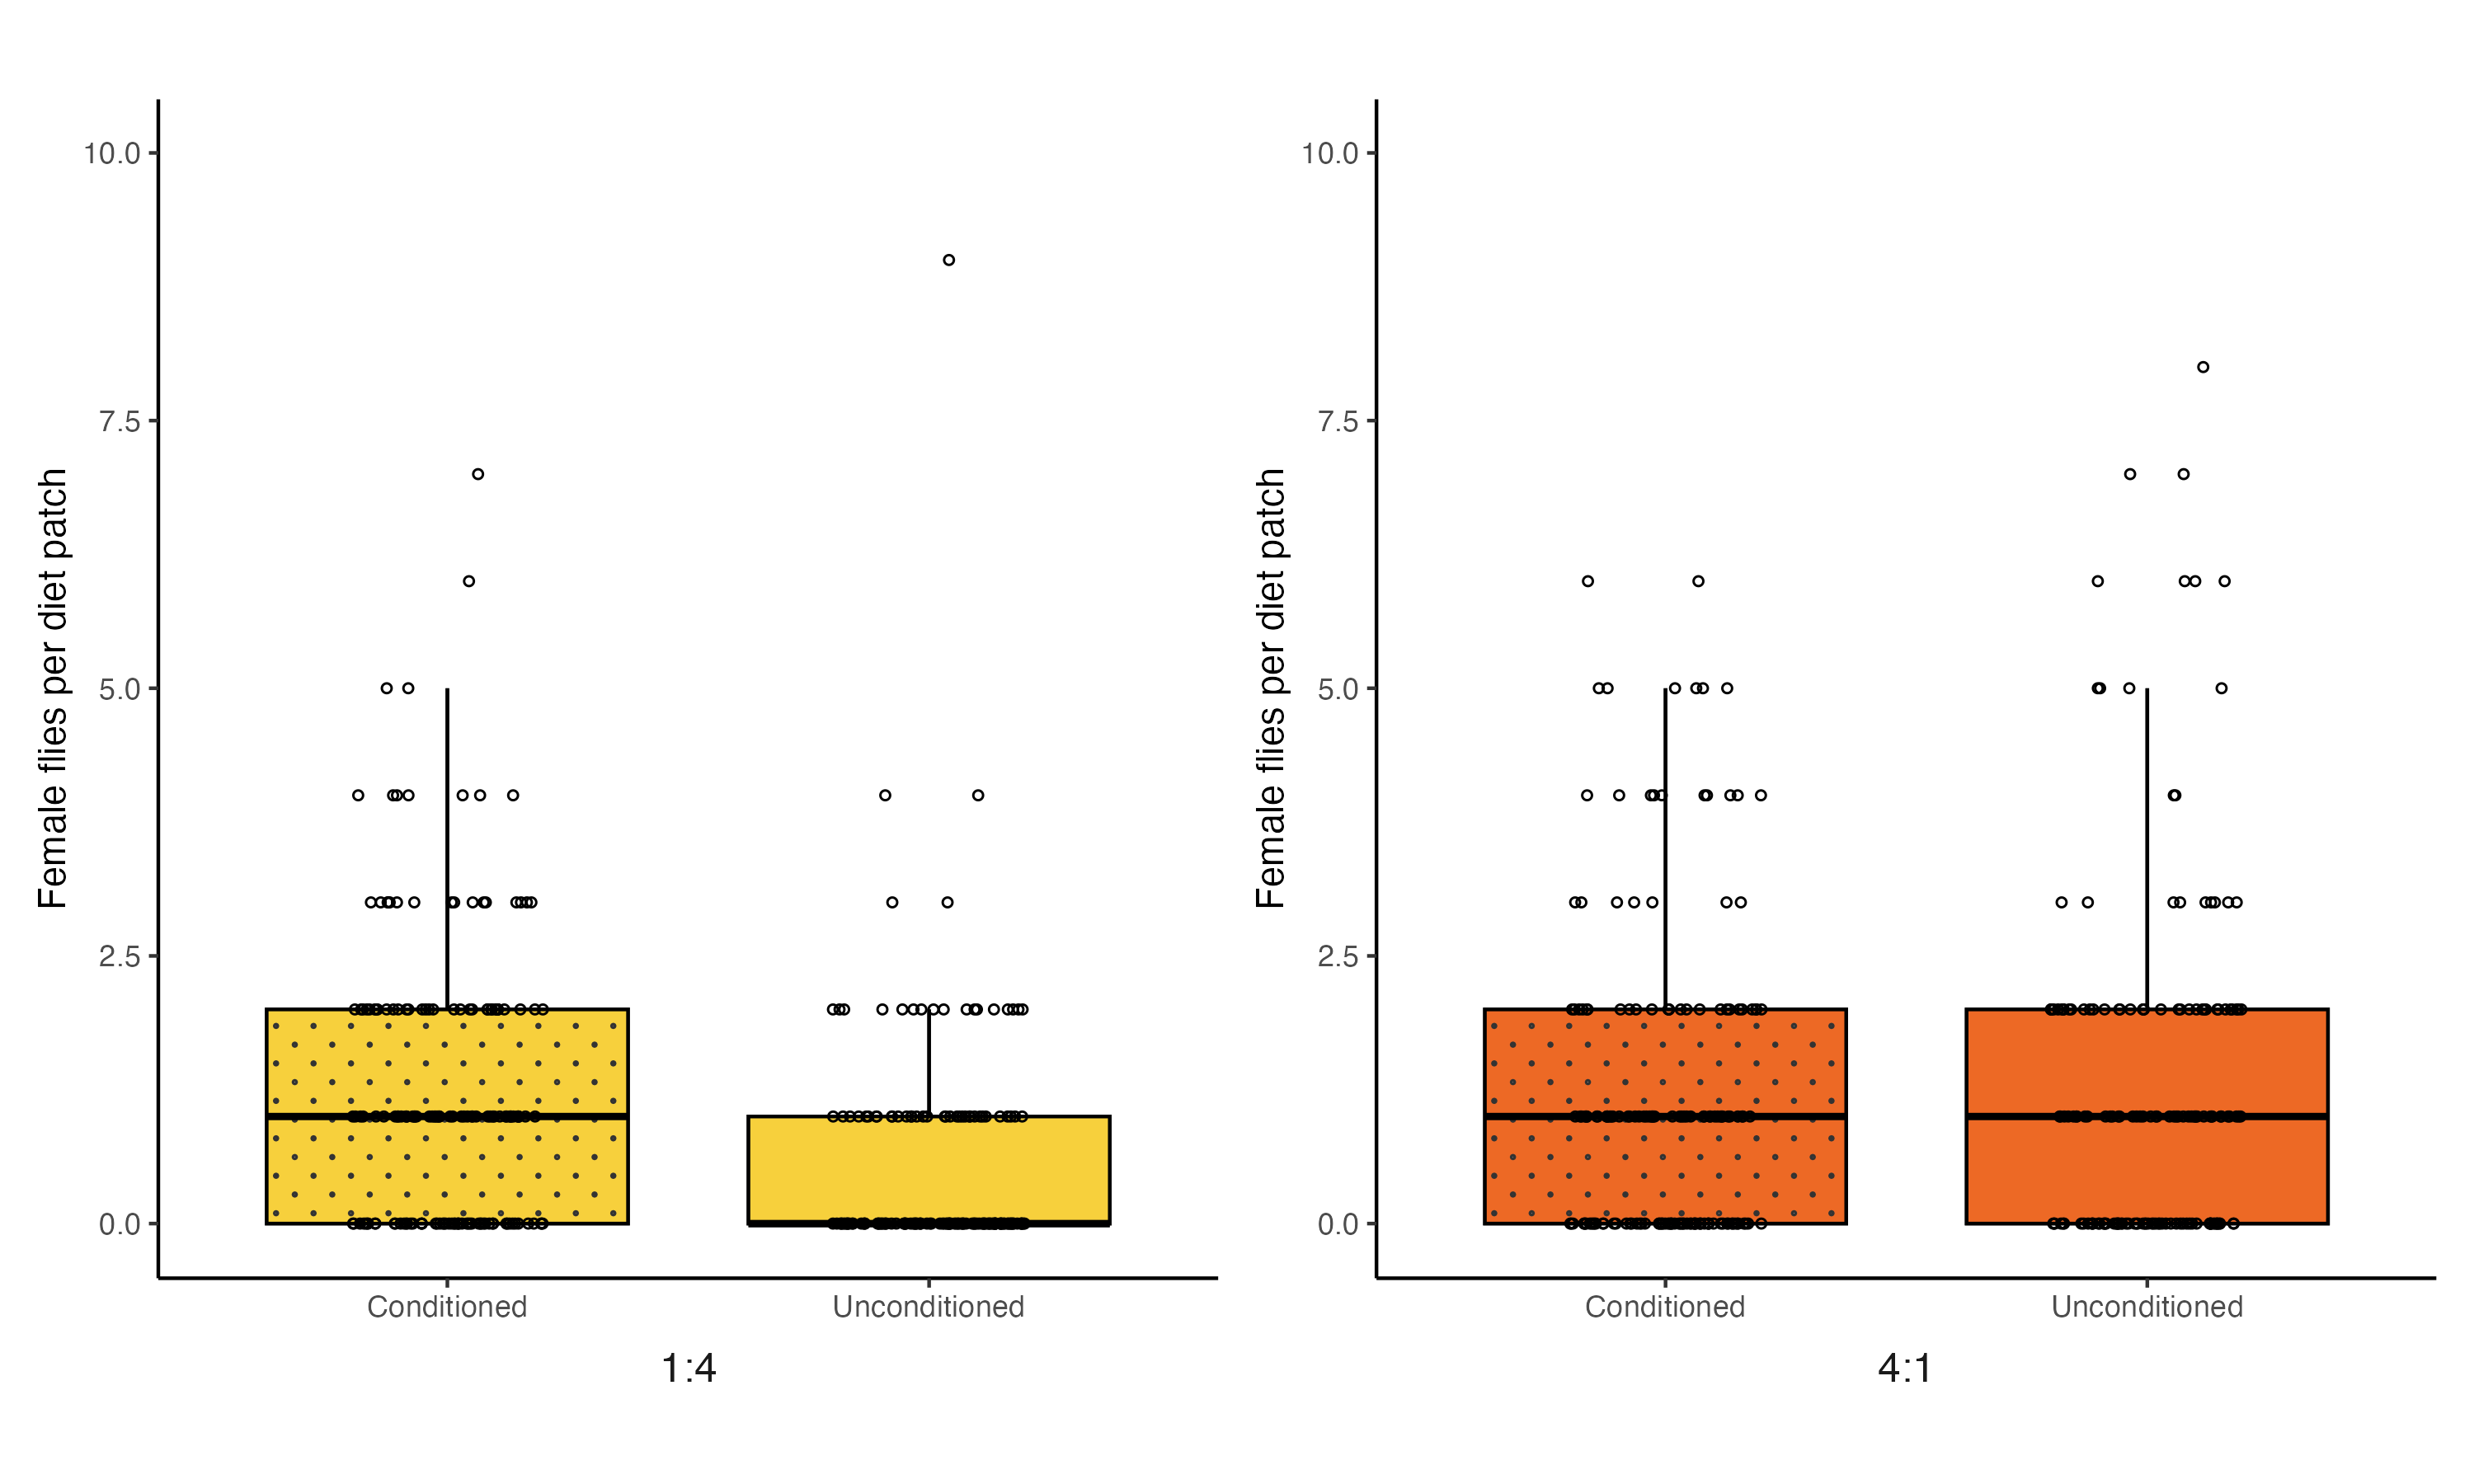 Female flies per diet patch
10.0
7.5
5.0
2.5
0.0
Conditioned
Unconditioned
1:4
Female flies per diet patch
10.0
7.5
5.0
2.5
0.0
Conditioned
Unconditioned
4:1